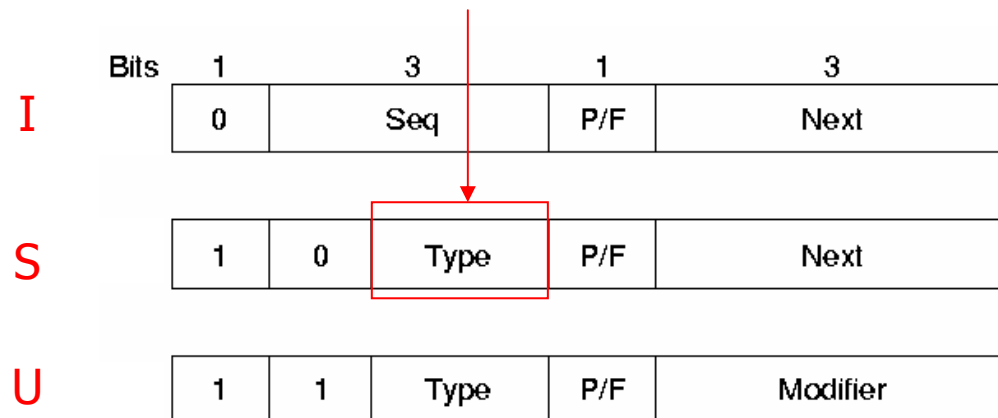 Bits 1 3 1 3
I 0 Seq P/F Next
S 1 0 Type P/F Next
U 1 1 Type P/F Modifier